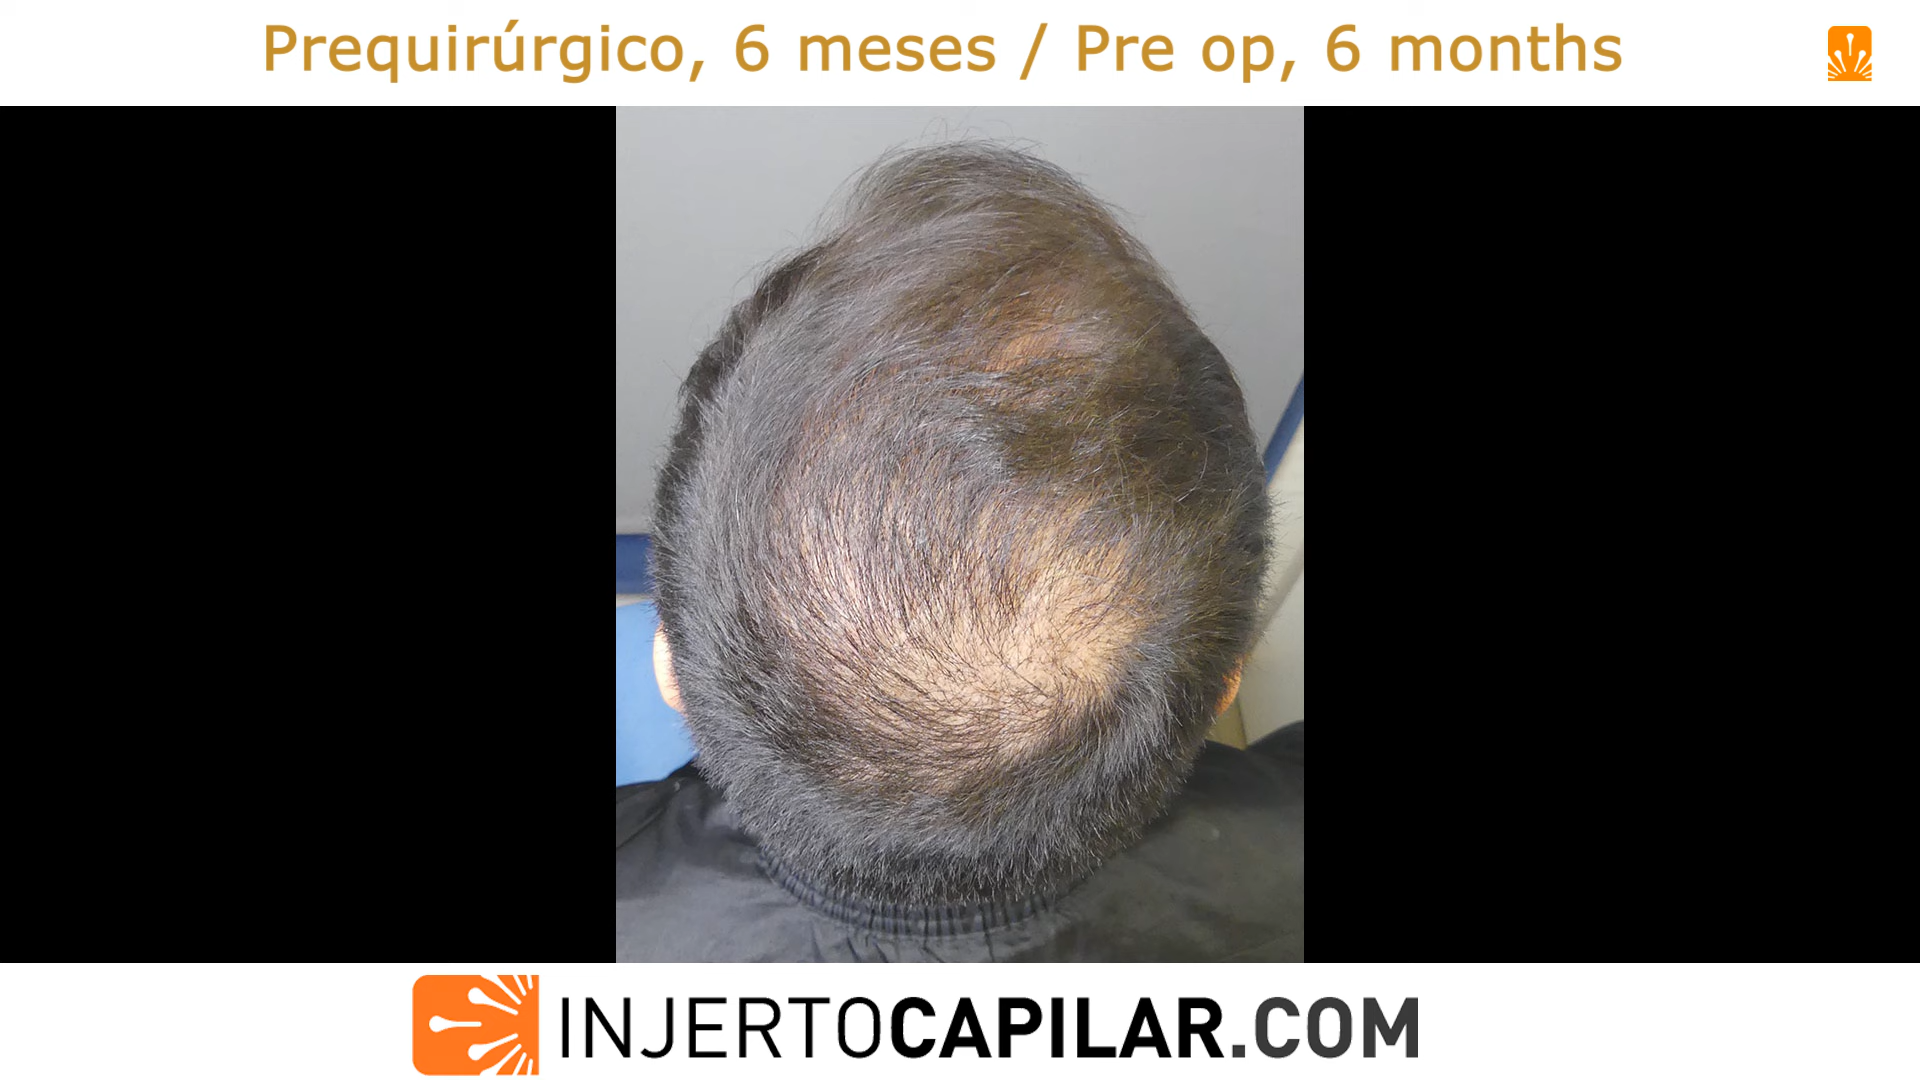 Prequirúrgico, 6 meses / Pre op, 6 months
INJERTOCAPILAR.COM